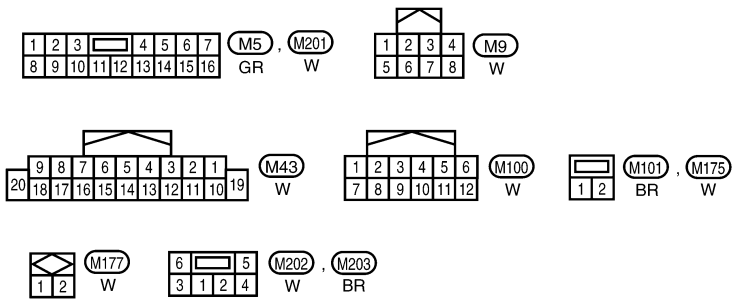 1 2 3 4 5 6 7 M5 , M201
8 9 10 11 12 13 14 15 16 GR W
1 2 3 4 M9
5 6 7 8 W
9 8 7 6 5 4 3 2 1 M43
20 18 17 16 15 14 13 12 11 10 19 W
1 2 3 4 5 6 M100
7 8 9 10 11 12 W
M101 , M175
1 2 BR W
M177
1 2 W
6 5 M202 , M203
3 1 2 4 W BR